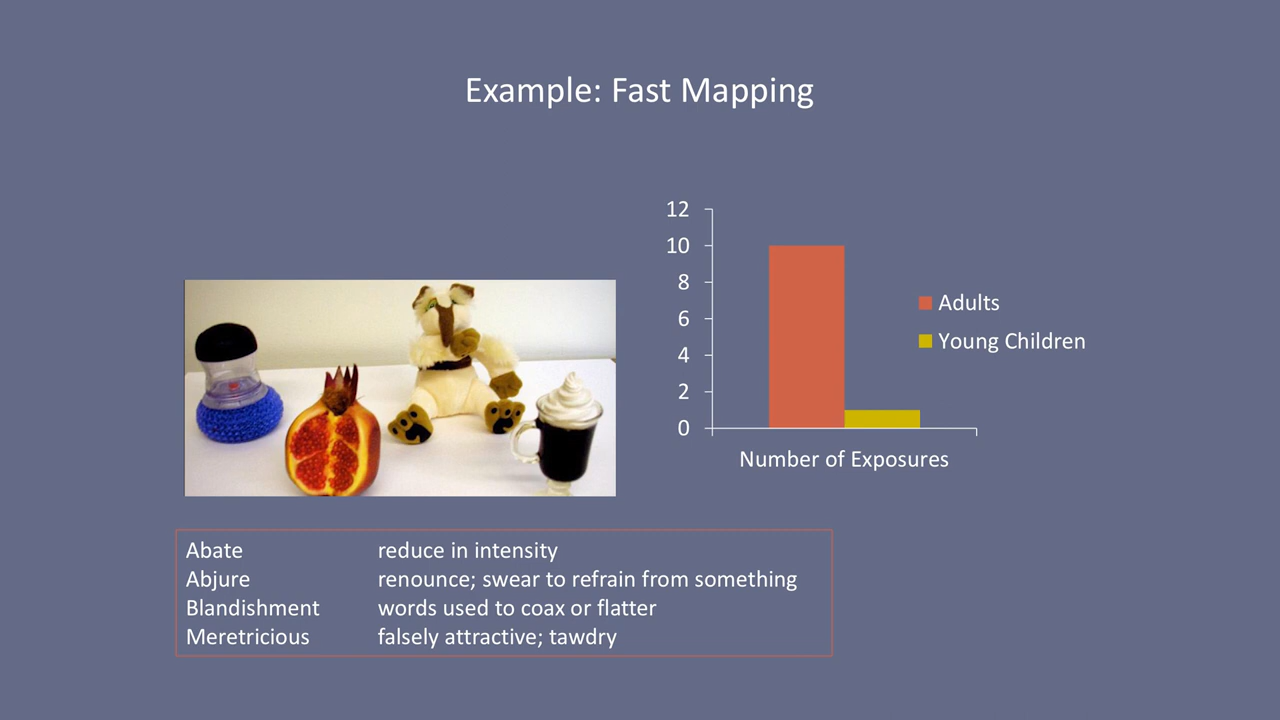 Example: Fast Mapping
12
10
8
6
4
2
0
Number of Exposures
Adults
Young Children
Abate reduce in intensity
Abjure renounce; swear to refrain from something
Blandishment words used to coax or flatter
Meretricious falsely attractive; tawdry